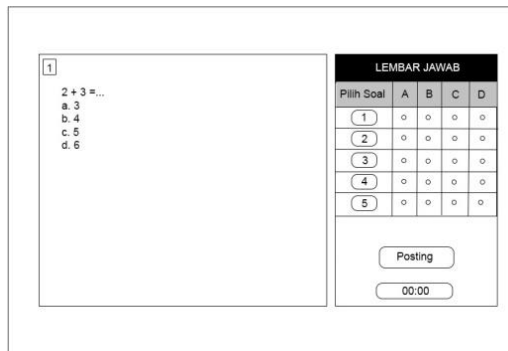 1
2 + 3 =...
a. 3
b. 4
c. 5
d. 6
LEMBAR JAWAB
Pilih Soal A B C D
1
2
3
4
5
Posting
00:00